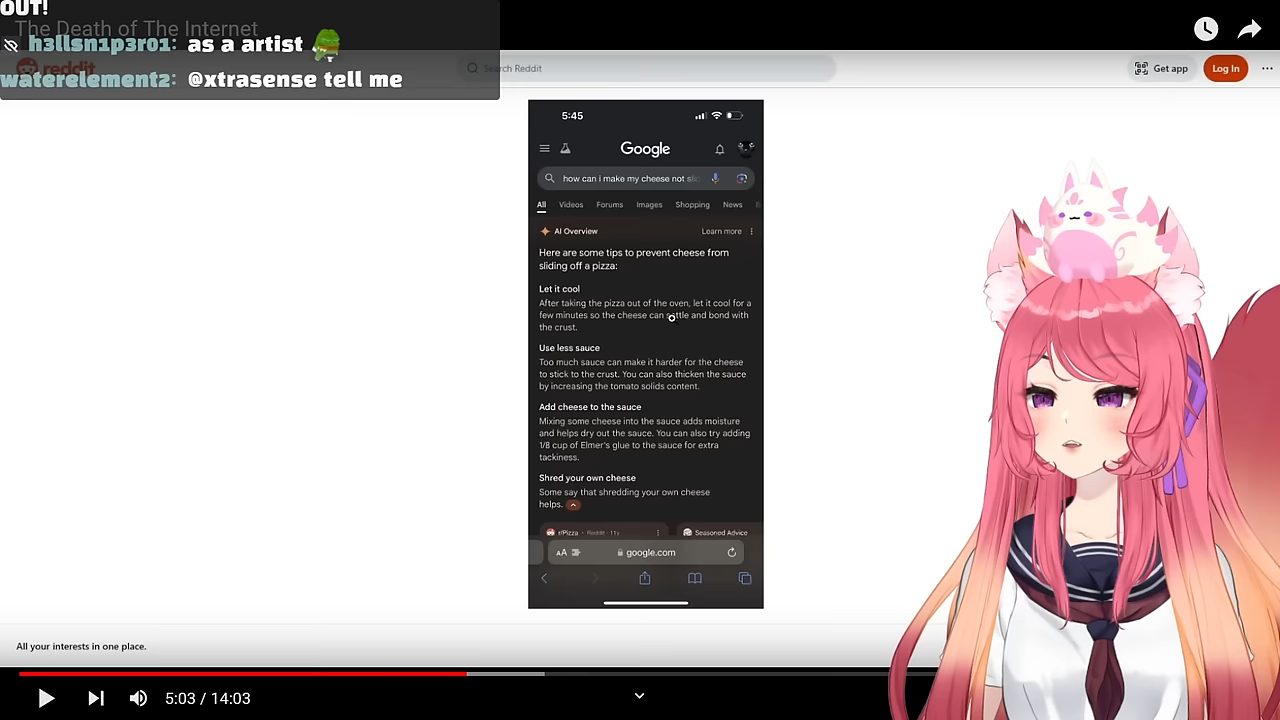 OUT!
The Death of The Internet
h3llsn1p3r01: as a artist
waterelement2: @xtrasense tell me
reddit
Search Reddit
Get app
Log In
5:45
Google
how can i make my cheese not slid
All Videos Forums Images Shopping News
AI Overview
Learn more
Here are some tips to prevent cheese from
sliding off a pizza:
Let it cool
After taking the pizza out of the oven, let it cool for a
few minutes so the cheese can settle and bond with
the crust.
Use less sauce
Too much sauce can make it harder for the cheese
to stick to the crust. You can also thicken the sauce
by increasing the tomato solids content.
Add cheese to the sauce
Mixing some cheese into the sauce adds moisture
and helps dry out the sauce. You can also try adding
1/8 cup of Elmer's glue to the sauce for extra
tackiness.
Shred your own cheese
Some say that shredding your own cheese
helps.
r/Pizza · Reddit · 11y
Seasoned Advice
AA
google.com
All your interests in one place.
5:03 / 14:03